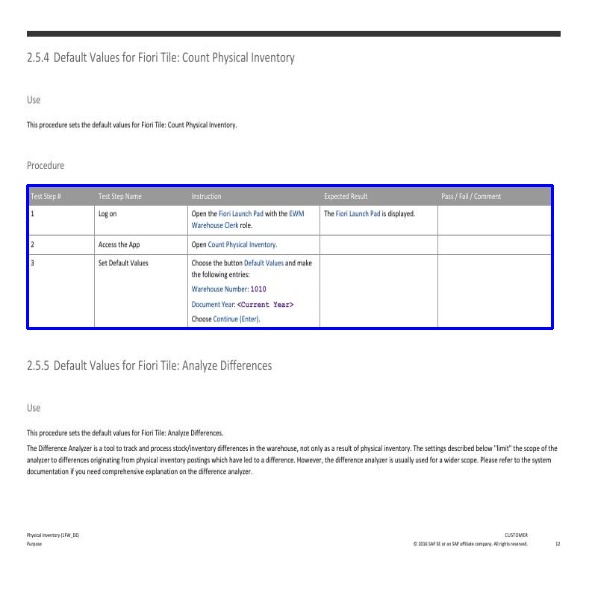 2.5.4 Default Values for Fiori Tile: Count Physical Inventory
Use
This procedure sets the default values for Fiori Tile: Count Physical Inventory.
Procedure
Test Step # Test Step Name Instruction Expected Result Pass / Fail / Comment
1 Log on Open the Fiori Launch Pad with the EWM The Fiori Launch Pad is displayed.
Warehouse Clerk role.
2 Access the App Open Count Physical Inventory.
3 Set Default Values Choose the button Default Values and make
the following entries:
Warehouse Number: 1010
Document Year: <Current Year>
Choose Continue (Enter).
2.5.5 Default Values for Fiori Tile: Analyze Differences
Use
This procedure sets the default values for Fiori Tile: Analyze Differences.
The Difference Analyzer is a tool to track and process stock/inventory differences in the warehouse, not only as a result of physical inventory. The settings described below "limit" the scope of the
analyzer to differences originating from physical inventory postings which have led to a difference. However, the difference analyzer is usually used for a wider scope. Please refer to the system
documentation if you need comprehensive explanation on the difference analyzer.
Physical Inventory (1FW_DE) CUSTOMER
Purpose © 2016 SAP SE or an SAP affiliate company. All rights reserved. 12